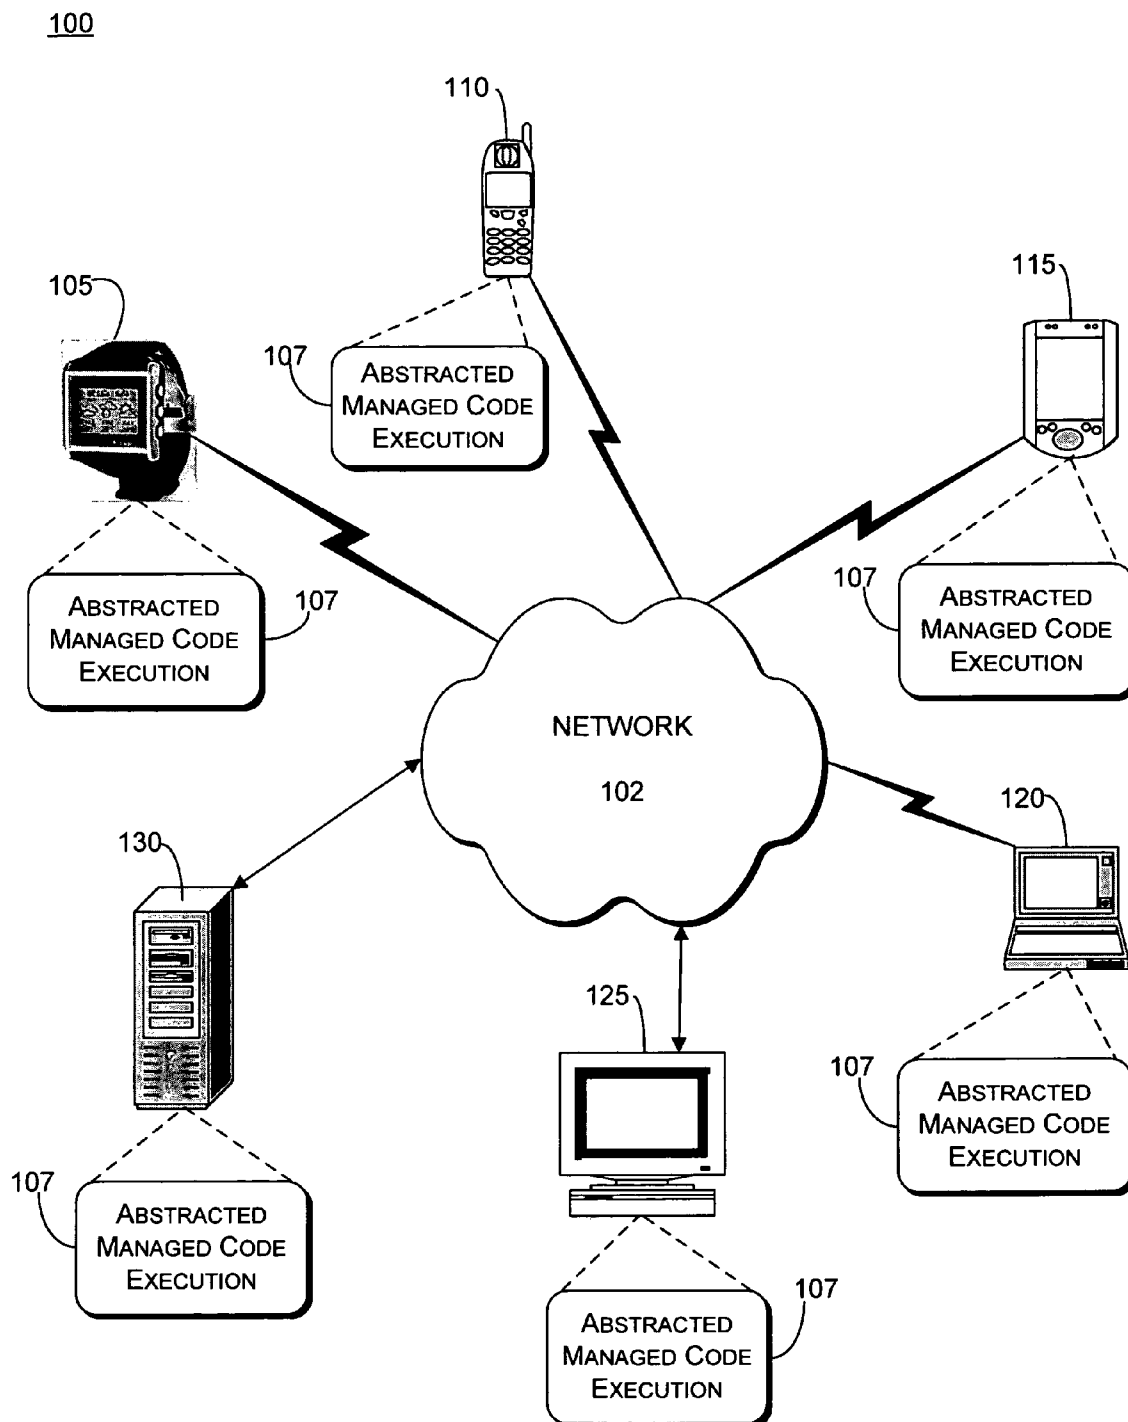 100
110
105
107
ABSTRACTED
MANAGED CODE
EXECUTION
115
ABSTRACTED
MANAGED CODE
EXECUTION
107
107
ABSTRACTED
MANAGED CODE
EXECUTION
NETWORK
102
130
120
125
107
ABSTRACTED
MANAGED CODE
EXECUTION
107
ABSTRACTED
MANAGED CODE
EXECUTION
107
ABSTRACTED
MANAGED CODE
EXECUTION